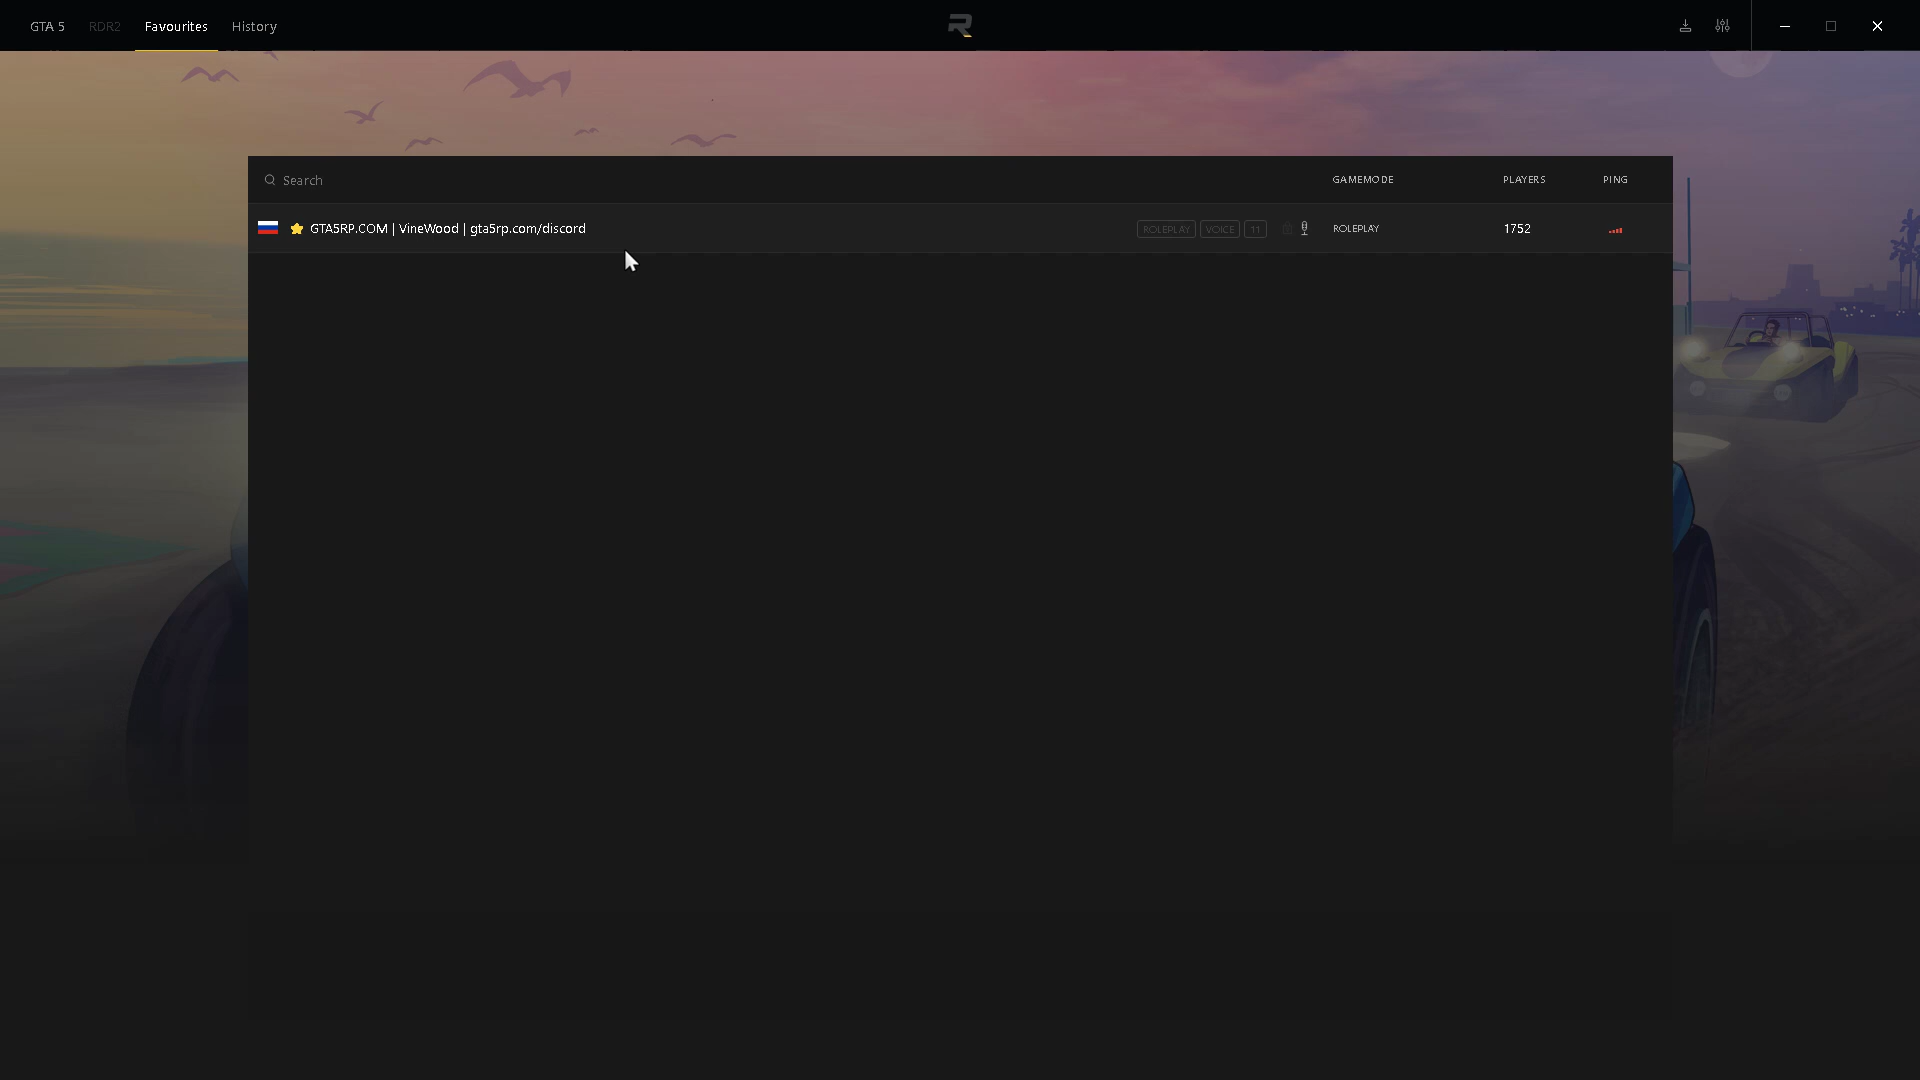 GTA 5 RDR2 Favourites History
Search GAMEMODE PLAYERS PING
GTA5RP.COM | VineWood | gta5rp.com/discord ROLEPLAY VOICE 11 ROLEPLAY 1752